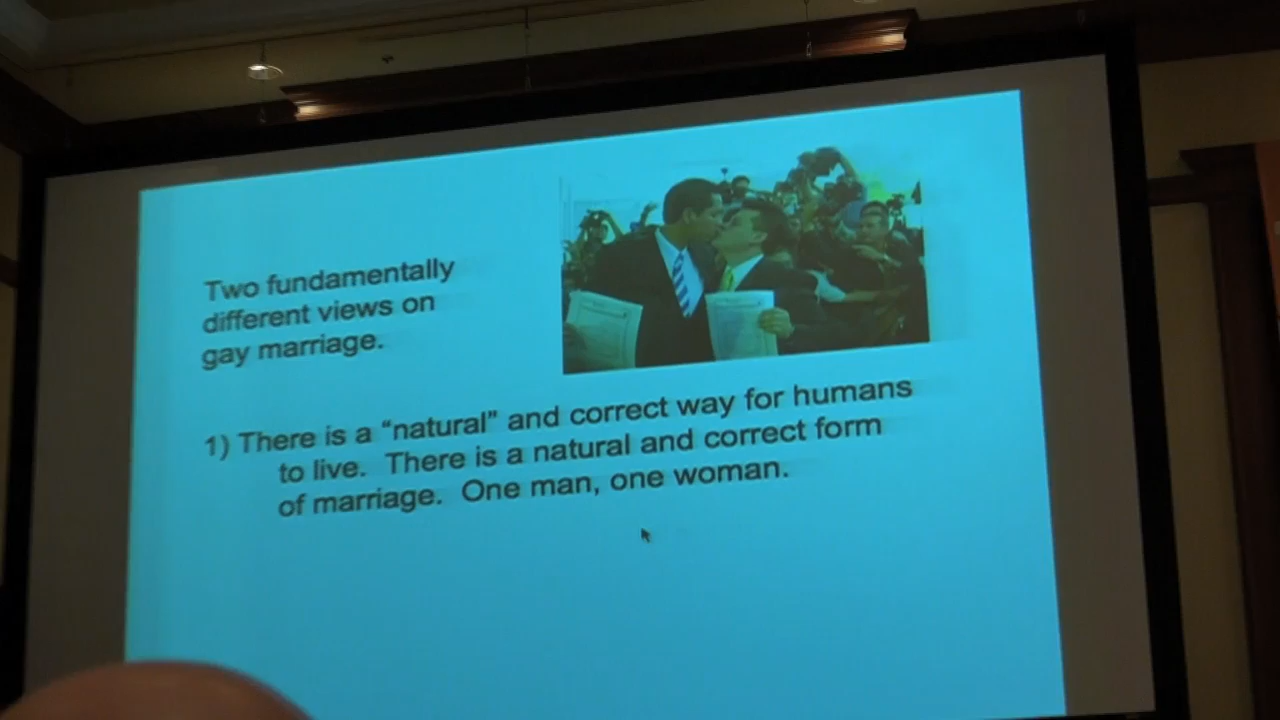 Two fundamentally
different views on
gay marriage.
1) There is a “natural” and correct way for humans
to live. There is a natural and correct form
of marriage. One man, one woman.